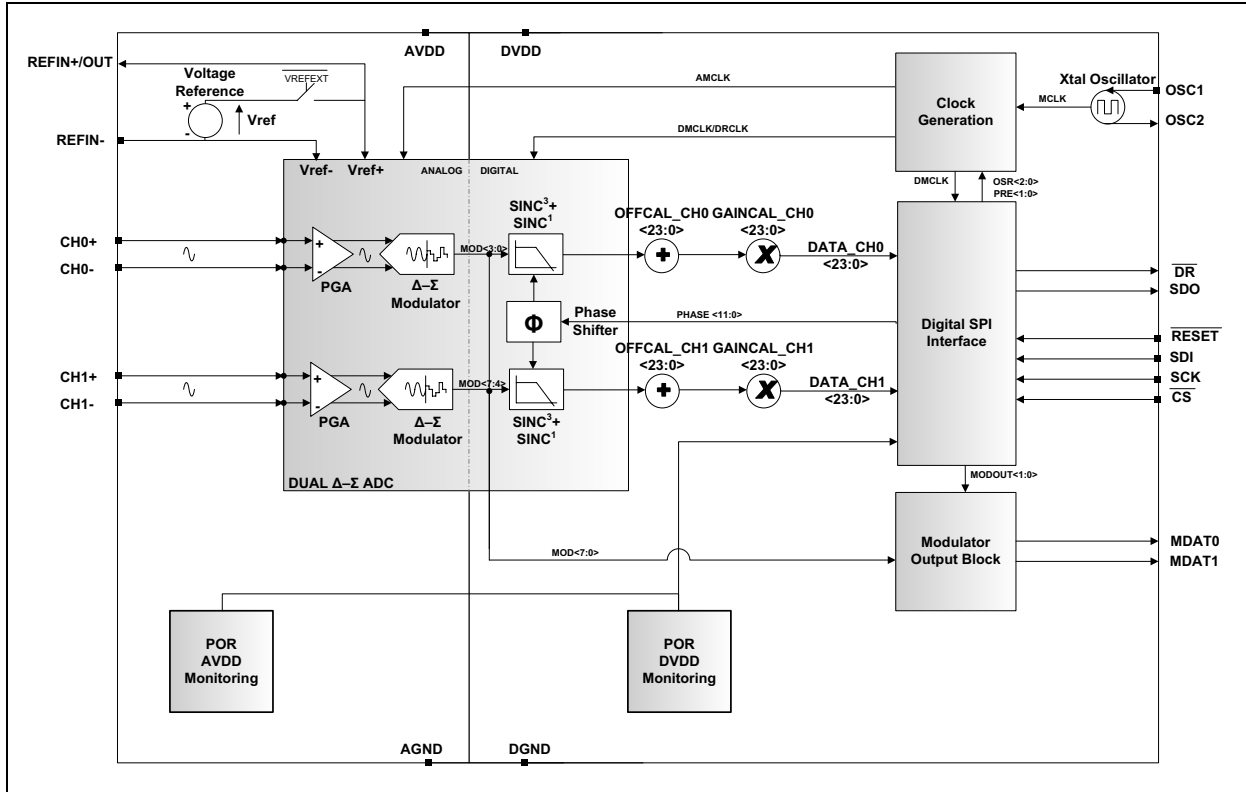 AVDD
DVDD
REFIN+/OUT
Voltage
Reference
VREFEXT
+
-
Vref
REFIN-
AMCLK
Xtal Oscillator
MCLK
OSC1
OSC2
Clock
Generation
DMCLK/DRCLK
Vref-
Vref+
ANALOG
DIGITAL
DMCLK
OSR<2:0>
PRE<1:0>
SINC³+
SINC¹
OFFCAL_CH0
<23:0>
GAINCAL_CH0
<23:0>
CH0+
CH0-
+
-
PGA
Δ–Σ
Modulator
MOD<3:0>
+
X
DATA_CH0
<23:0>
DR
SDO
Φ
Phase
Shifter
PHASE <11:0>
Digital SPI
Interface
RESET
SDI
SCK
CS
OFFCAL_CH1
<23:0>
GAINCAL_CH1
<23:0>
CH1+
CH1-
+
-
PGA
Δ–Σ
Modulator
MOD<7:4>
SINC³+
SINC¹
+
X
DATA_CH1
<23:0>
DUAL Δ–Σ ADC
MODOUT<1:0>
MOD<7:0>
Modulator
Output Block
MDAT0
MDAT1
POR
AVDD
Monitoring
POR
DVDD
Monitoring
AGND
DGND